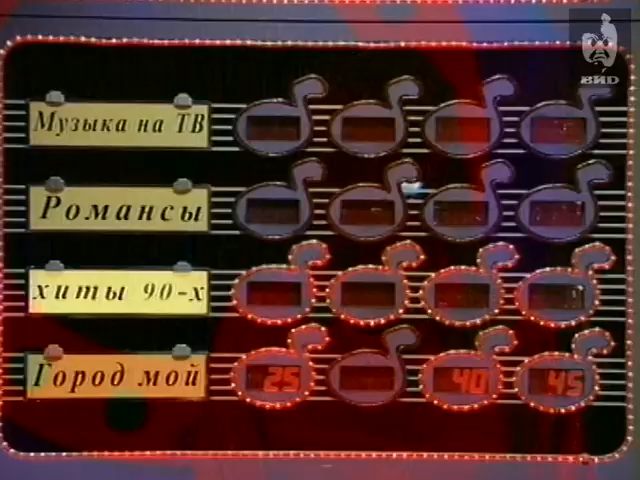 ВИD
Музыка на ТВ
Романсы
хиты 90-х
Город мой 25 40 45